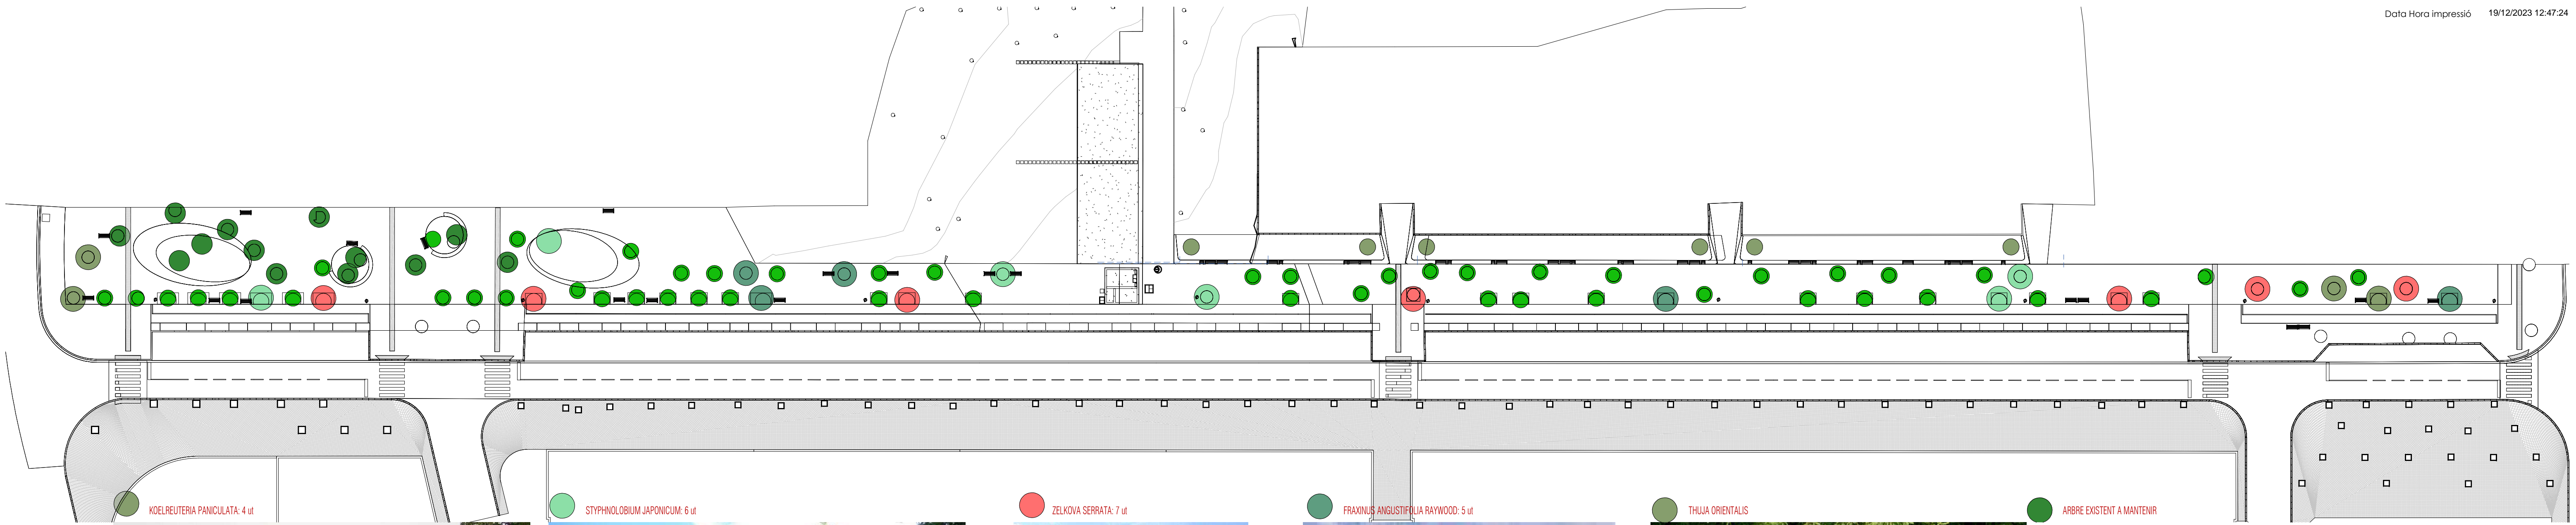 Data Hora impressió 19/12/2023 12:47:24
KOELREUTERIA PANICULATA: 4 ut
STYPHNOLOBIUM JAPONICUM: 6 ut
ZELKOVA SERRATA: 7 ut
FRAXINUS ANGUSTIFOLIA RAYWOOD: 5 ut
THUJA ORIENTALIS
ARBRE EXISTENT A MANTENIR